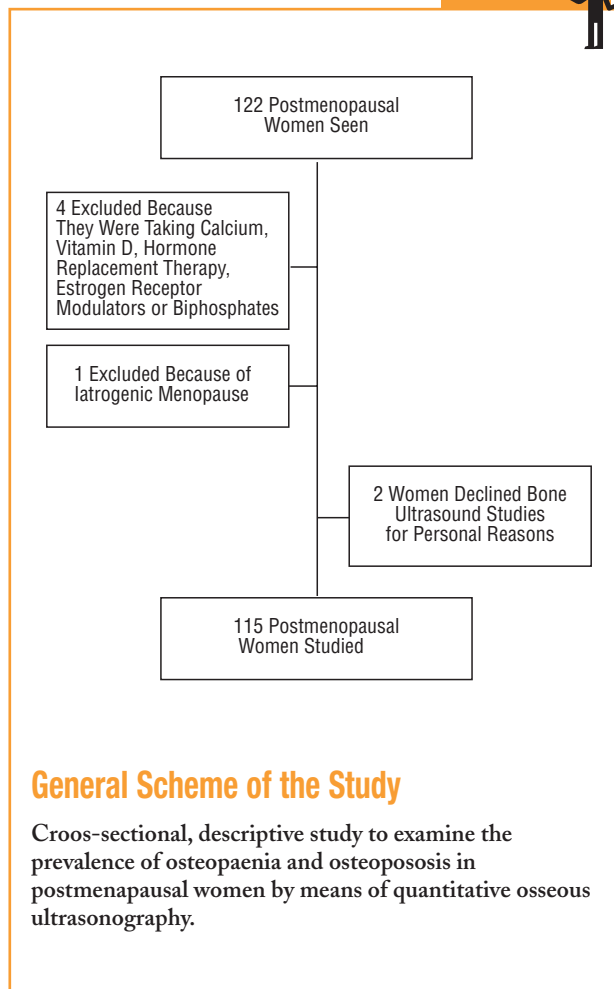 122 Postmenopausal
Women Seen
4 Excluded Because
They Were Taking Calcium,
Vitamin D, Hormone
Replacement Therapy,
Estrogen Receptor
Modulators or Biphosphates
1 Excluded Because of
Iatrogenic Menopause
2 Women Declined Bone
Ultrasound Studies
for Personal Reasons
115 Postmenopausal
Women Studied
General Scheme of the Study
Croos-sectional, descriptive study to examine the
prevalence of osteopaenia and osteopososis in
postmenapausal women by means of quantitative osseous
ultrasonography.